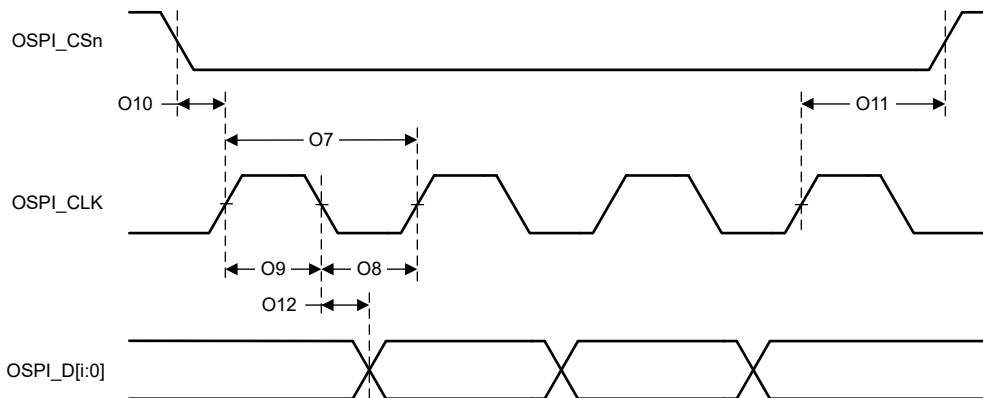 OSPI_CSn
O10
O11
O7
OSPI_CLK
O9
O8
O12
OSPI_D[i:0]